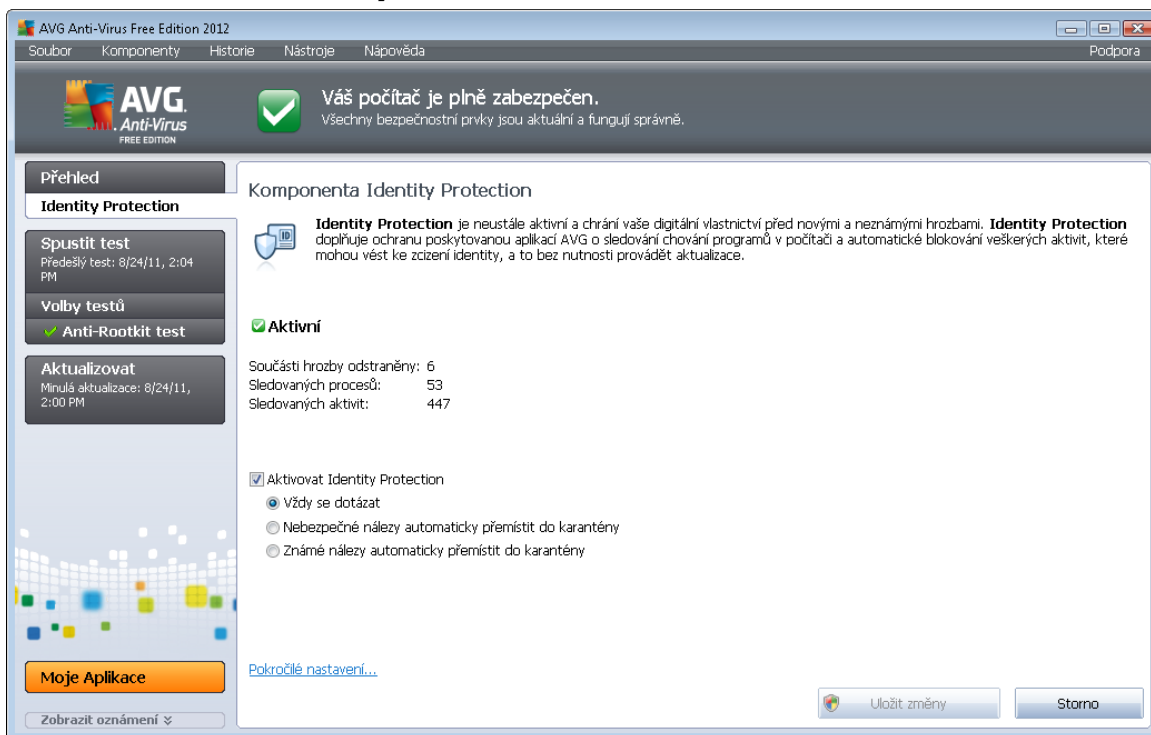 AVG Anti-Virus Free Edition 2012
Soubor Komponenty Historie Nástroje Nápověda Podpora
AVG.
Anti-Virus
FREE EDITION
Váš počítač je plně zabezpečen.
Všechny bezpečnostní prvky jsou aktuální a fungují správně.
Přehled
Identity Protection
Spustit test
Předešlý test: 8/24/11, 2:04
PM
Volby testů
Anti-Rootkit test
Aktualizovat
Minulá aktualizace: 8/24/11,
2:00 PM
Moje Aplikace
Zobrazit oznámení
Komponenta Identity Protection
ID
Identity Protection je neustále aktivní a chrání vaše digitální vlastnictví před novými a neznámými hrozbami. Identity Protection
doplňuje ochranu poskytovanou aplikací AVG o sledování chování programů v počítači a automatické blokování veškerých aktivit, které
mohou vést ke zcizení identity, a to bez nutnosti provádět aktualizace.
Aktivní
Součásti hrozby odstraněny: 6
Sledovaných procesů: 53
Sledovaných aktivit: 447
Aktivovat Identity Protection
Vždy se dotázat
Nebezpečné nálezy automaticky přemístit do karantény
Známé nálezy automaticky přemístit do karantény
Pokročilé nastavení...
Uložit změny Storno